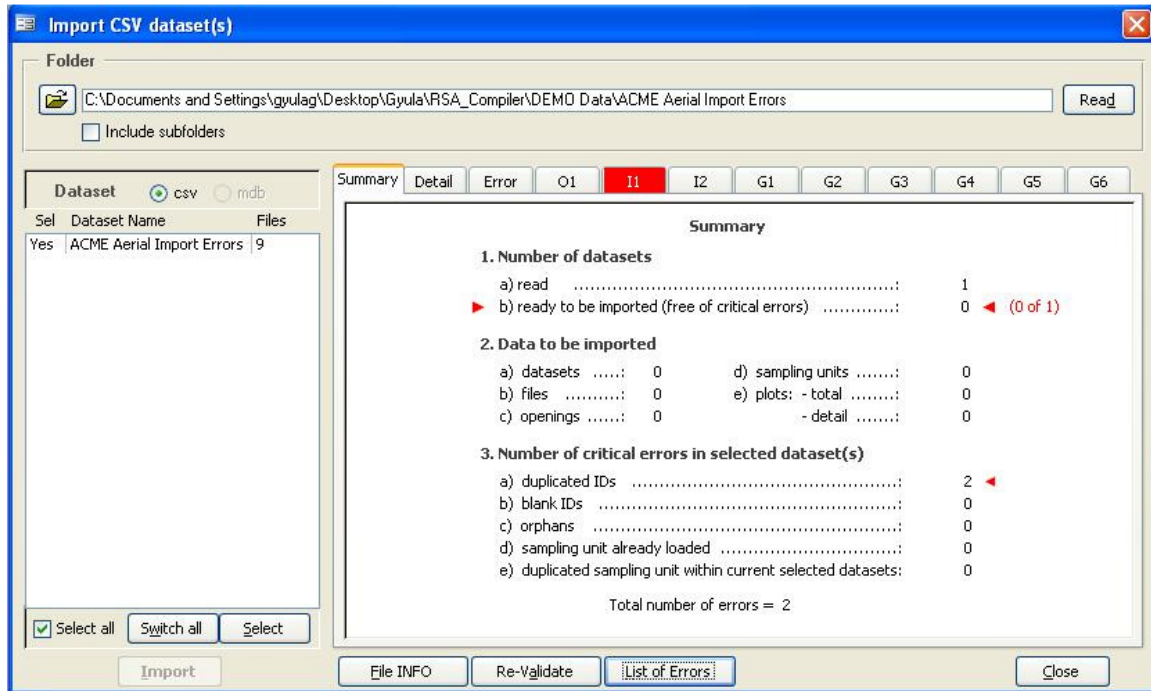 Import CSV dataset(s)
Folder
C:\Documents and Settings\gyulag\Desktop\Gyula\RSA_Compiler\DEMO Data\ACME Aerial Import Errors Read
Include subfolders
Dataset csv mdb
Sel Dataset Name Files
Yes ACME Aerial Import Errors 9
Select all Switch all Select
Import
Summary Detail Error O1 I1 I2 G1 G2 G3 G4 G5 G6
Summary
1. Number of datasets
a) read ..................................................................: 1
b) ready to be imported (free of critical errors) .............: 0 (0 of 1)
2. Data to be imported
a) datasets .....: 0 d) sampling units .......: 0
b) files ..........: 0 e) plots: - total ........: 0
c) openings ......: 0 - detail .......: 0
3. Number of critical errors in selected dataset(s)
a) duplicated IDs ...................................................: 2
b) blank IDs ..........................................................: 0
c) orphans ...........................................................: 0
d) sampling unit already loaded ..................................: 0
e) duplicated sampling unit within current selected datasets: 0
Total number of errors = 2
File INFO Re-Validate List of Errors Close